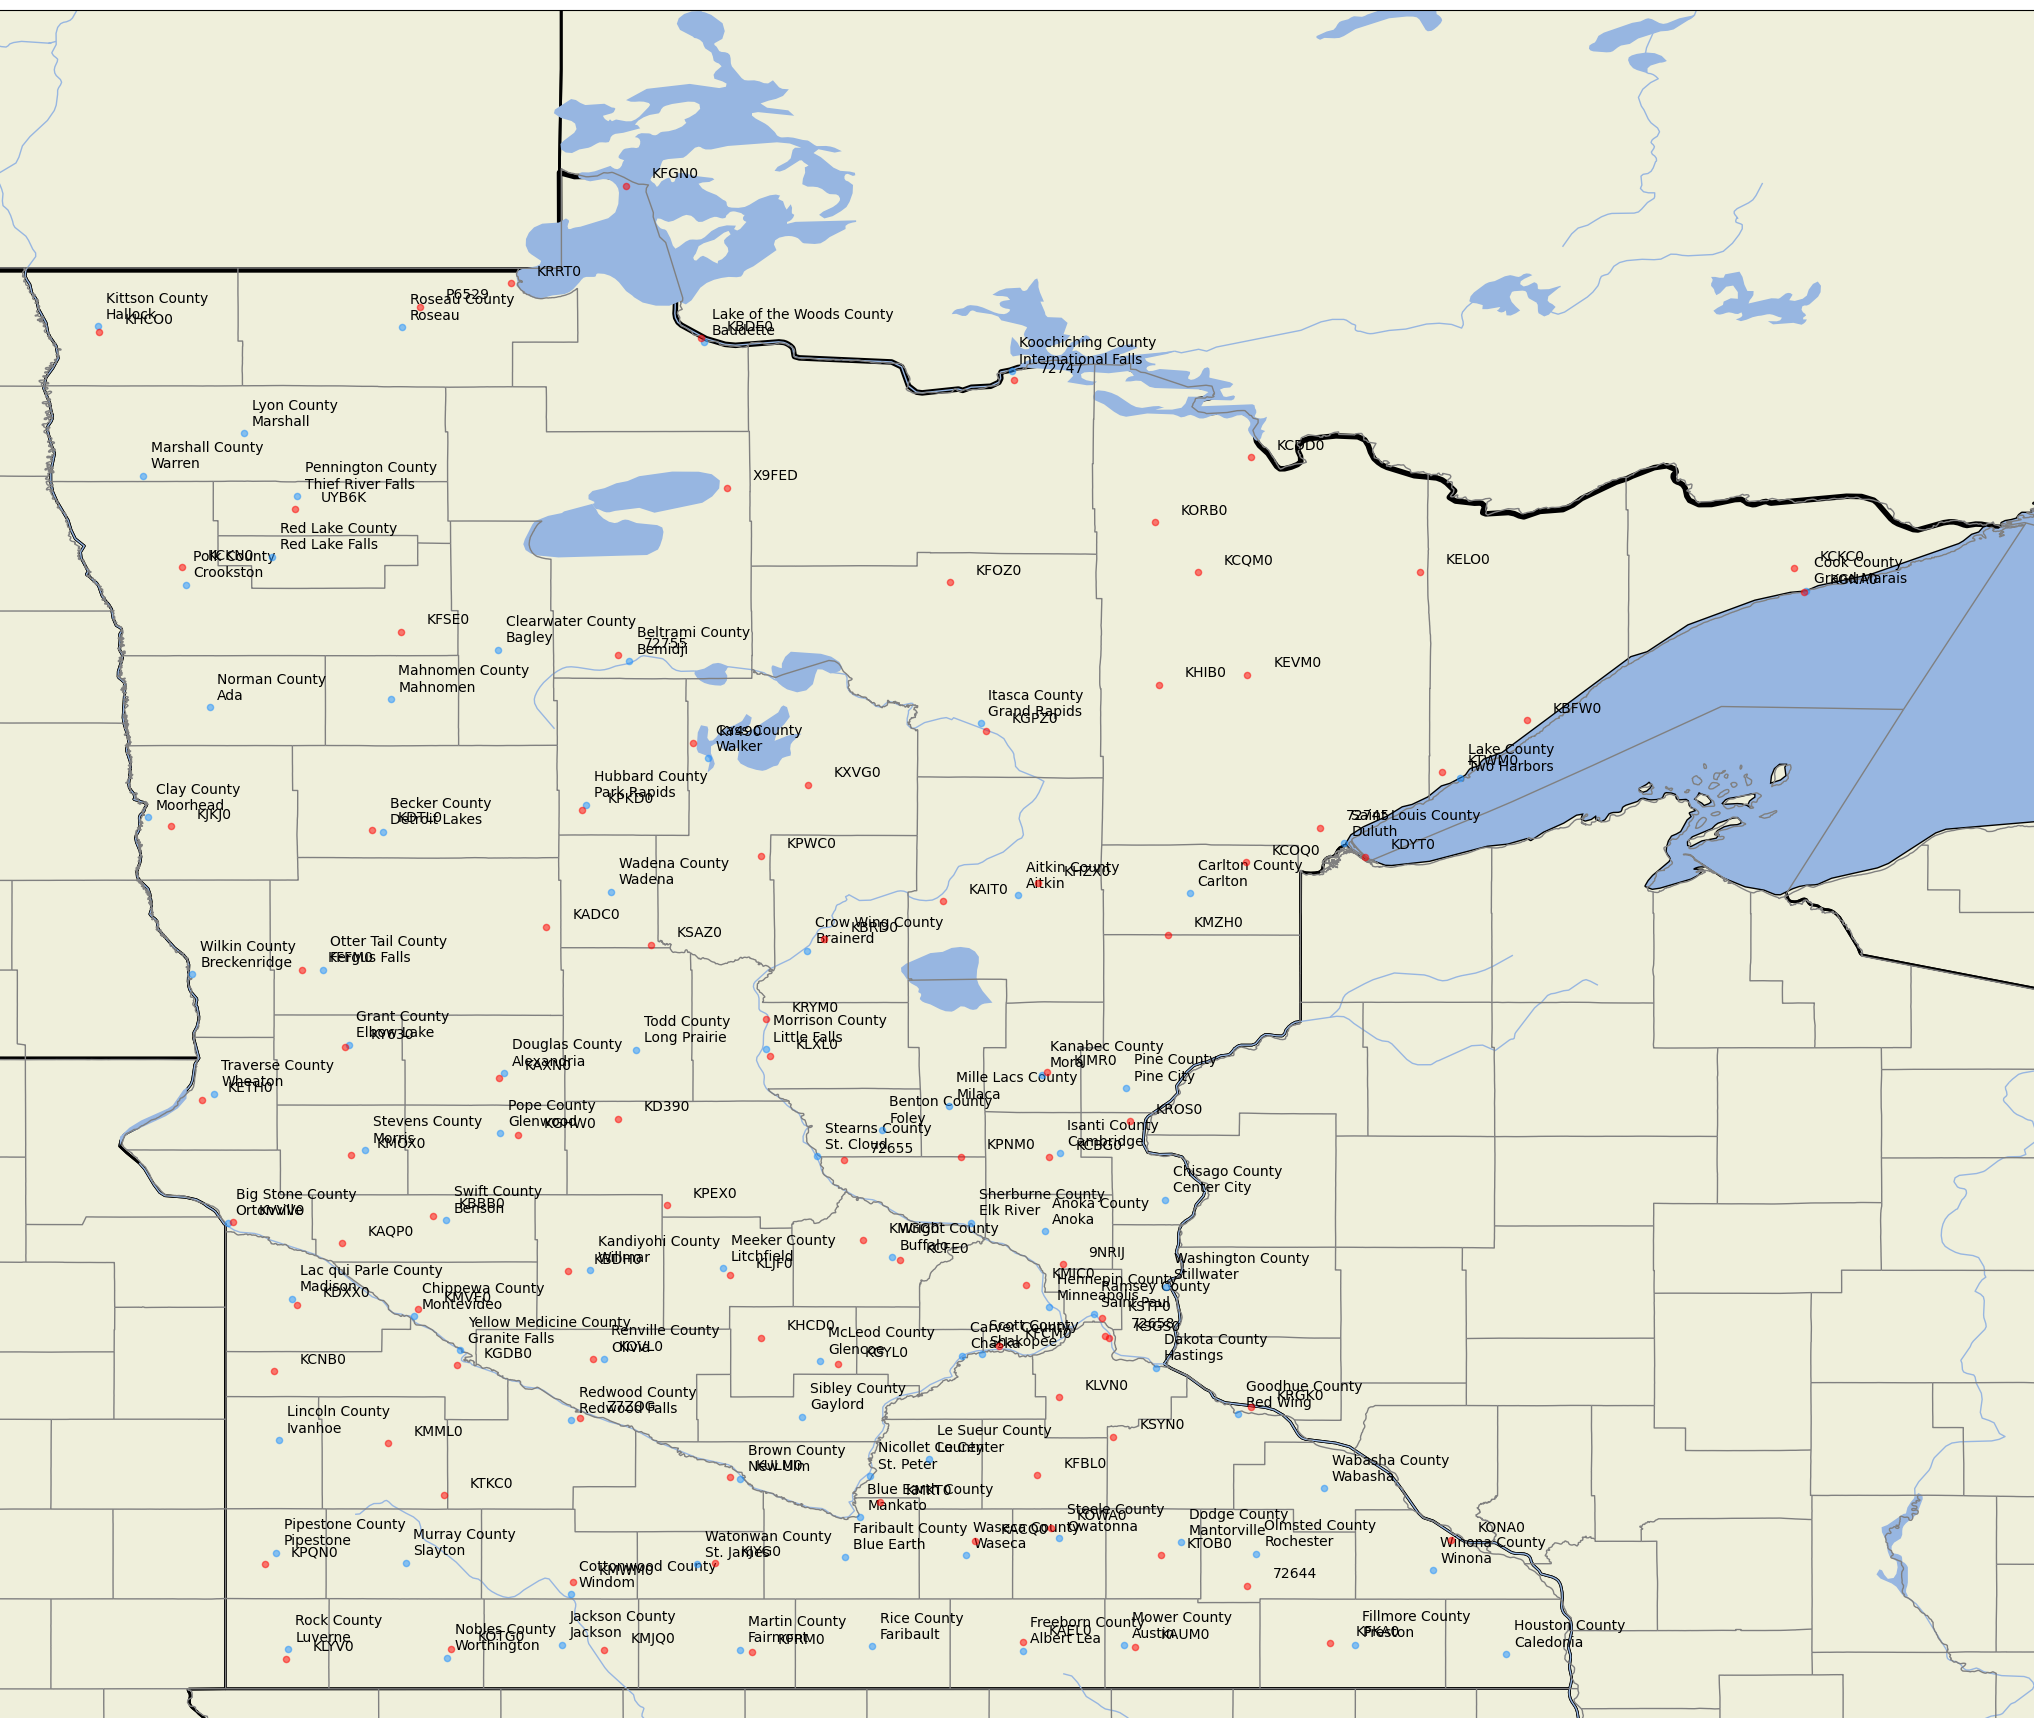 KFGN0
KRRT0
P6529
Roseau County
Roseau
Kittson County
Hallock
KHCO0
Lake of the Woods County
Baudette
KBDE0
Koochiching County
International Falls
72747
Lyon County
Marshall
Marshall County
Warren
Pennington County
Thief River Falls
UYB6K
X9FED
KCDD0
KORB0
Red Lake County
Red Lake Falls
KCKN0
Polk County
Crookston
KFOZ0
KCQM0
KELO0
KCKC0
Cook County
Grand Marais
KGNA0
KFSE0
Clearwater County
Bagley
Beltrami County
Bemidji
72755
Norman County
Ada
Mahnomen County
Mahnomen
KHIB0
KEVM0
Itasca County
Grand Rapids
KGPZ0
KBFW0
Cass County
Walker
KY490
Lake County
Two Harbors
KTWM0
Hubbard County
Park Rapids
KPKD0
KXVG0
Clay County
Moorhead
KJKJ0
Becker County
Detroit Lakes
KDTL0
72745
Saint Louis County
Duluth
KDYT0
KPWC0
KCOQ0
Wadena County
Wadena
Aitkin County
Aitkin
KHZX0
KAIT0
Carlton County
Carlton
KADC0
KSAZ0
Crow Wing County
Brainerd
KBRD0
KMZH0
Wilkin County
Breckenridge
Otter Tail County
Fergus Falls
KFFM0
KRYM0
Grant County
Elbow Lake
KY630
Todd County
Long Prairie
Morrison County
Little Falls
KLXL0
Douglas County
Alexandria
KAXN0
Kanabec County
Mora
KJMR0
Pine County
Pine City
Traverse County
Wheaton
KETH0
Mille Lacs County
Milaca
Benton County
Foley
Pope County
Glenwood
KGHW0
KD390
KROS0
Stevens County
Morris
KMOX0
Stearns County
St. Cloud
72655
KPNM0
Isanti County
Cambridge
KCBG0
Chisago County
Center City
Big Stone County
Ortonville
KVVV0
Swift County
Benson
KBBB0
KPEX0
Sherburne County
Elk River
Anoka County
Anoka
KAQP0
KMGG0
Wright County
Buffalo
KCFE0
Kandiyohi County
Willmar
KBDH0
Meeker County
Litchfield
KLJF0
9NRIJ
Washington County
Stillwater
KMIC0
Hennepin County
Minneapolis
Ramsey County
Saint Paul
KSTP0
72658
KSGS0
Lac qui Parle County
Madison
KDXX0
Chippewa County
Montevideo
KMVE0
Yellow Medicine County
Granite Falls
KGDB0
Renville County
Olivia
KOVL0
KHCD0
McLeod County
Glencoe
KGYL0
Carver County
Chaska
Scott County
Shakopee
KFCM0
Dakota County
Hastings
KCNB0
KLVN0
Goodhue County
Red Wing
KRGK0
Redwood County
Redwood Falls
Z7ZQG
Sibley County
Gaylord
Lincoln County
Ivanhoe
KMML0
KSYN0
Le Sueur County
Le Center
Nicollet County
St. Peter
Brown County
New Ulm
KULM0
KFBL0
Wabasha County
Wabasha
KTKC0
Blue Earth County
Mankato
KMKT0
Steele County
Owatonna
KOWA0
Dodge County
Mantorville
KTOB0
Olmsted County
Rochester
KONA0
Winona County
Winona
Pipestone County
Pipestone
KPQN0
Murray County
Slayton
Watonwan County
St. James
KJYG0
Faribault County
Blue Earth
Waseca County
Waseca
KACQ0
Cottonwood County
Windom
KMWM0
72644
Rock County
Luverne
KLYV0
Nobles County
Worthington
KOTG0
Jackson County
Jackson
KMJQ0
Martin County
Fairmont
KFRM0
Rice County
Faribault
Freeborn County
Albert Lea
KAEL0
Mower County
Austin
KAUM0
Fillmore County
Preston
KFKA0
Houston County
Caledonia